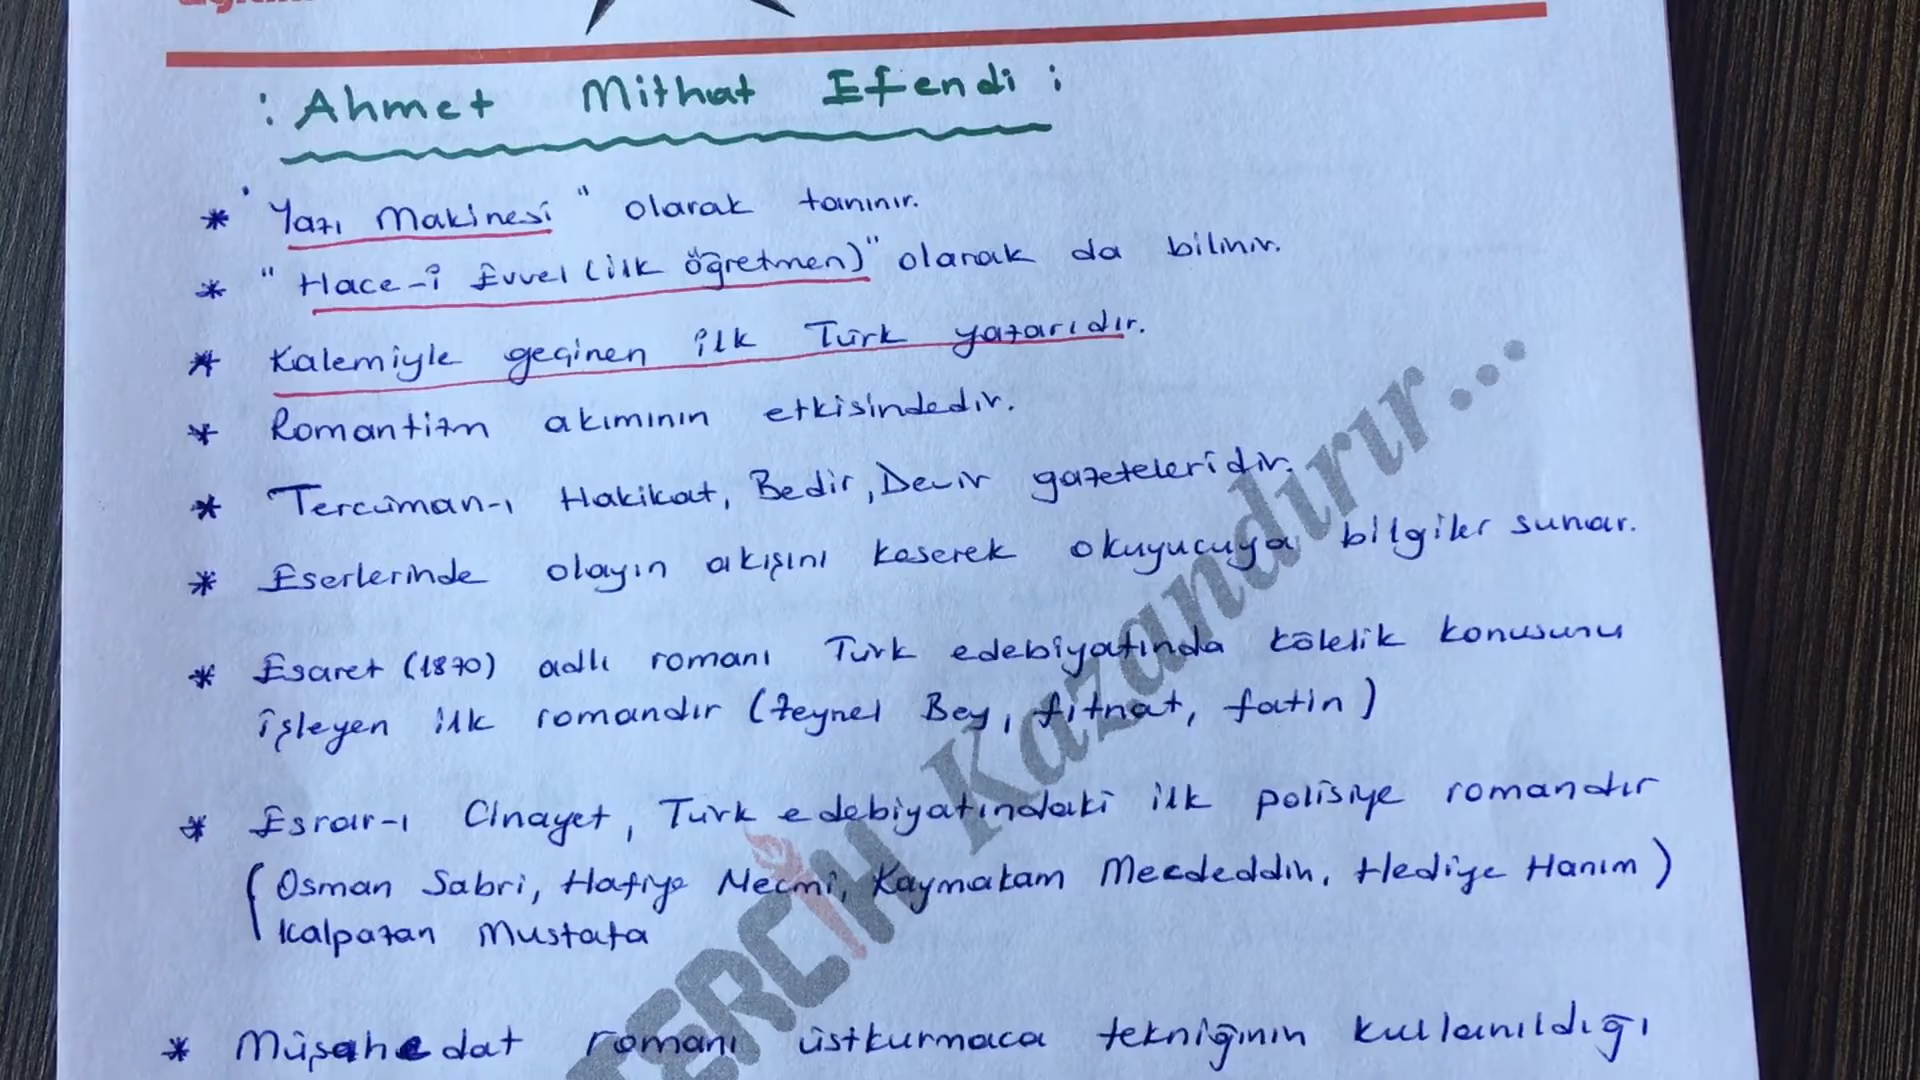 : Ahmet Mithat Efendi :
* "Yazı Makinesi" olarak tanınır.
* "Hace-i Evvel (ilk öğretmen)" olarak da bilinir.
* Kalemiyle geçinen ilk Türk yazarıdır.
* Romantizm akımının etkisindedir.
* Tercüman-ı Hakikat, Bedir, Devir gazeteleridir.
* Eserlerinde olayın akışını keserek okuyucuya bilgiler sunar.
* Esaret (1870) adlı romanı Türk edebiyatında kölelik konusunu
işleyen ilk romandır (Zeynel Bey, fitnat, fatin)
* Esrar-ı Cinayet, Türk edebiyatındaki ilk polisiye romandır
(Osman Sabri, Hafiye Necmi, Kaymakam Mecdeddin, Hediye Hanım)
Kalpazan Mustafa
* Müşahedat romanı üstkurmaca tekniğinin kullanıldığı
TERCİH Kazandırır...